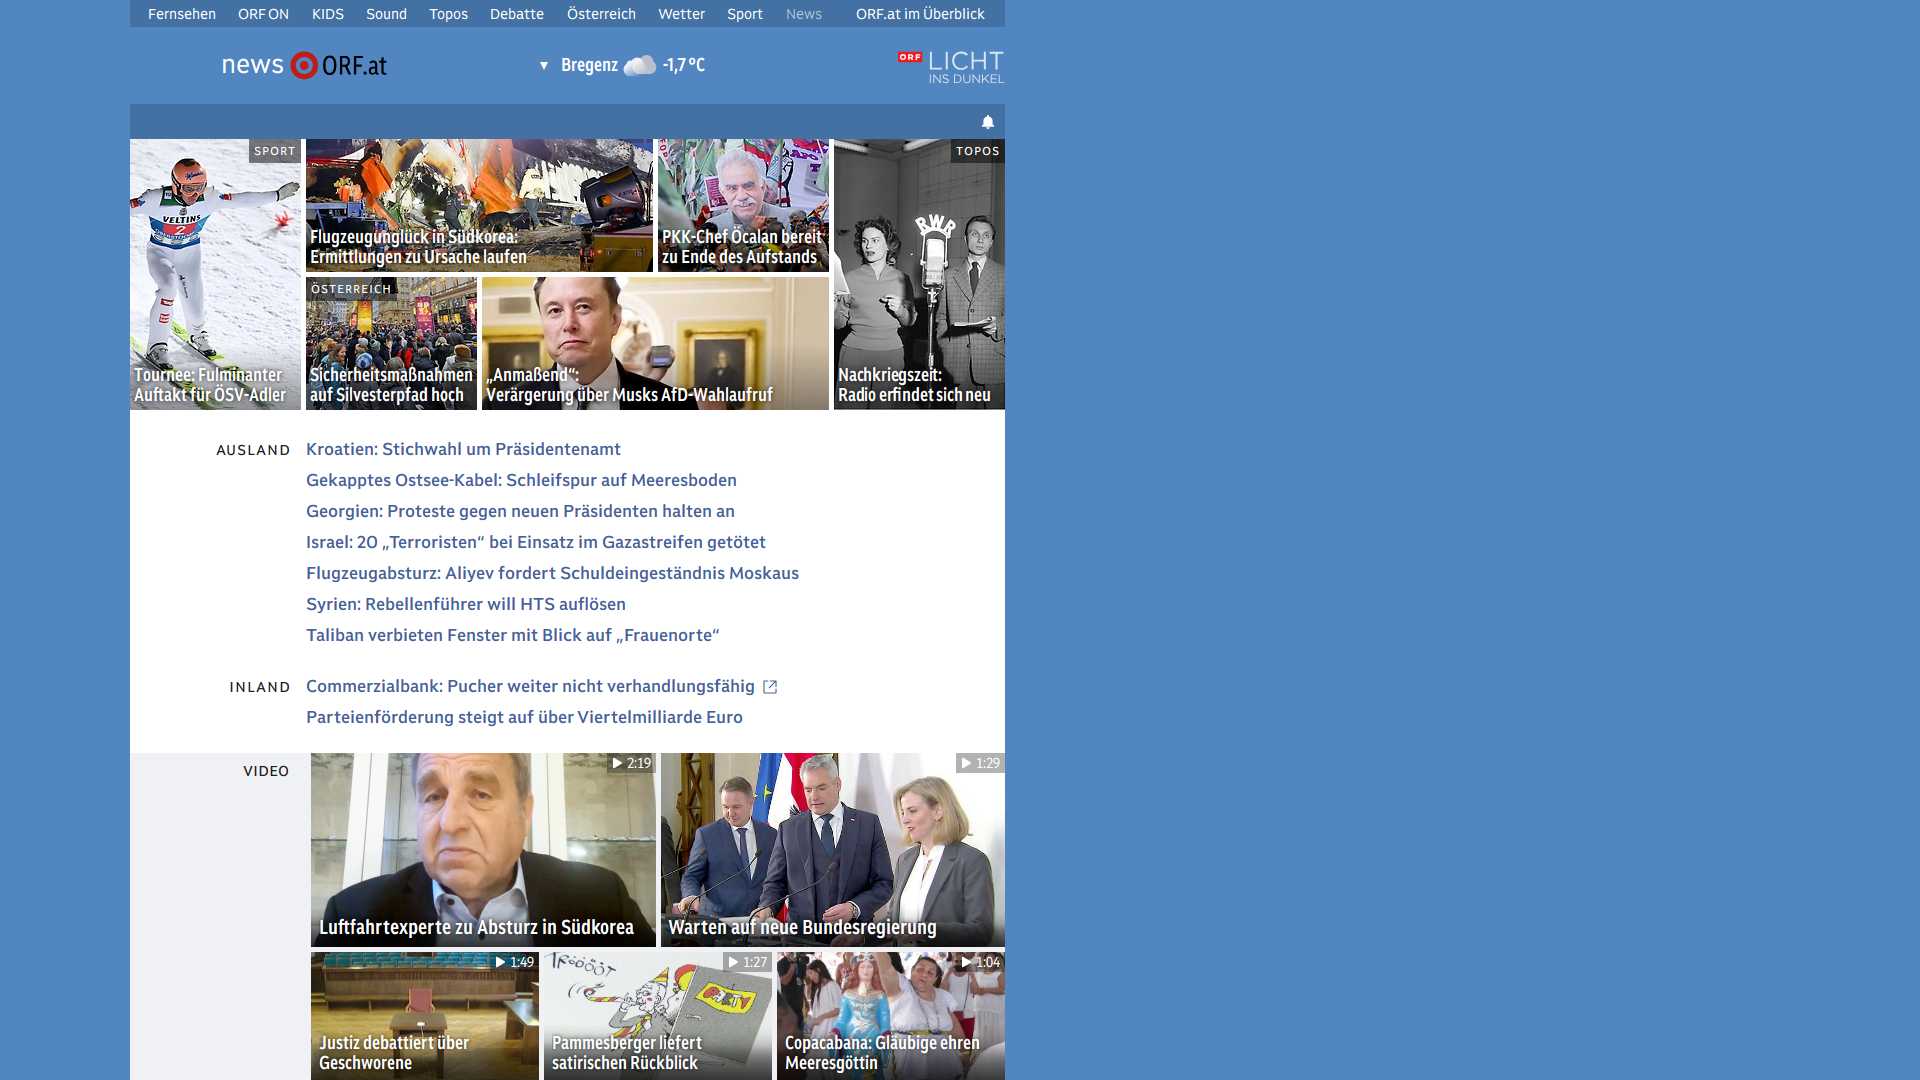 Fernsehen ORF ON KIDS Sound Topos Debatte Österreich Wetter Sport News ORF.at im Überblick
news ORF.at
Bregenz -1,7 °C
ORF LICHT
INS DUNKEL
SPORT
VELTINS
2
Tournee: Fulminanter
Auftakt für ÖSV-Adler
Flugzeugunglück in Südkorea:
Ermittlungen zu Ursache laufen
PKK-Chef Öcalan bereit
zu Ende des Aufstands
TOPOS
RWR
Nachkriegszeit:
Radio erfindet sich neu
ÖSTERREICH
Sicherheitsmaßnahmen
auf Silvesterpfad hoch
„Anmaßend“:
Verärgerung über Musks AfD-Wahlaufruf
AUSLAND
Kroatien: Stichwahl um Präsidentenamt
Gekapptes Ostsee-Kabel: Schleifspur auf Meeresboden
Georgien: Proteste gegen neuen Präsidenten halten an
Israel: 20 „Terroristen“ bei Einsatz im Gazastreifen getötet
Flugzeugabsturz: Aliyev fordert Schuldeingeständnis Moskaus
Syrien: Rebellenführer will HTS auflösen
Taliban verbieten Fenster mit Blick auf „Frauenorte“
INLAND
Commerzialbank: Pucher weiter nicht verhandlungsfähig
Parteienförderung steigt auf über Viertelmilliarde Euro
VIDEO
2:19
Luftfahrtexperte zu Absturz in Südkorea
1:29
Warten auf neue Bundesregierung
1:49
Justiz debattiert über
Geschworene
1:27
TRÖÖÖÖT
PARTY
Pammesberger liefert
satirischen Rückblick
1:04
Copacabana: Gläubige ehren
Meeresgöttin